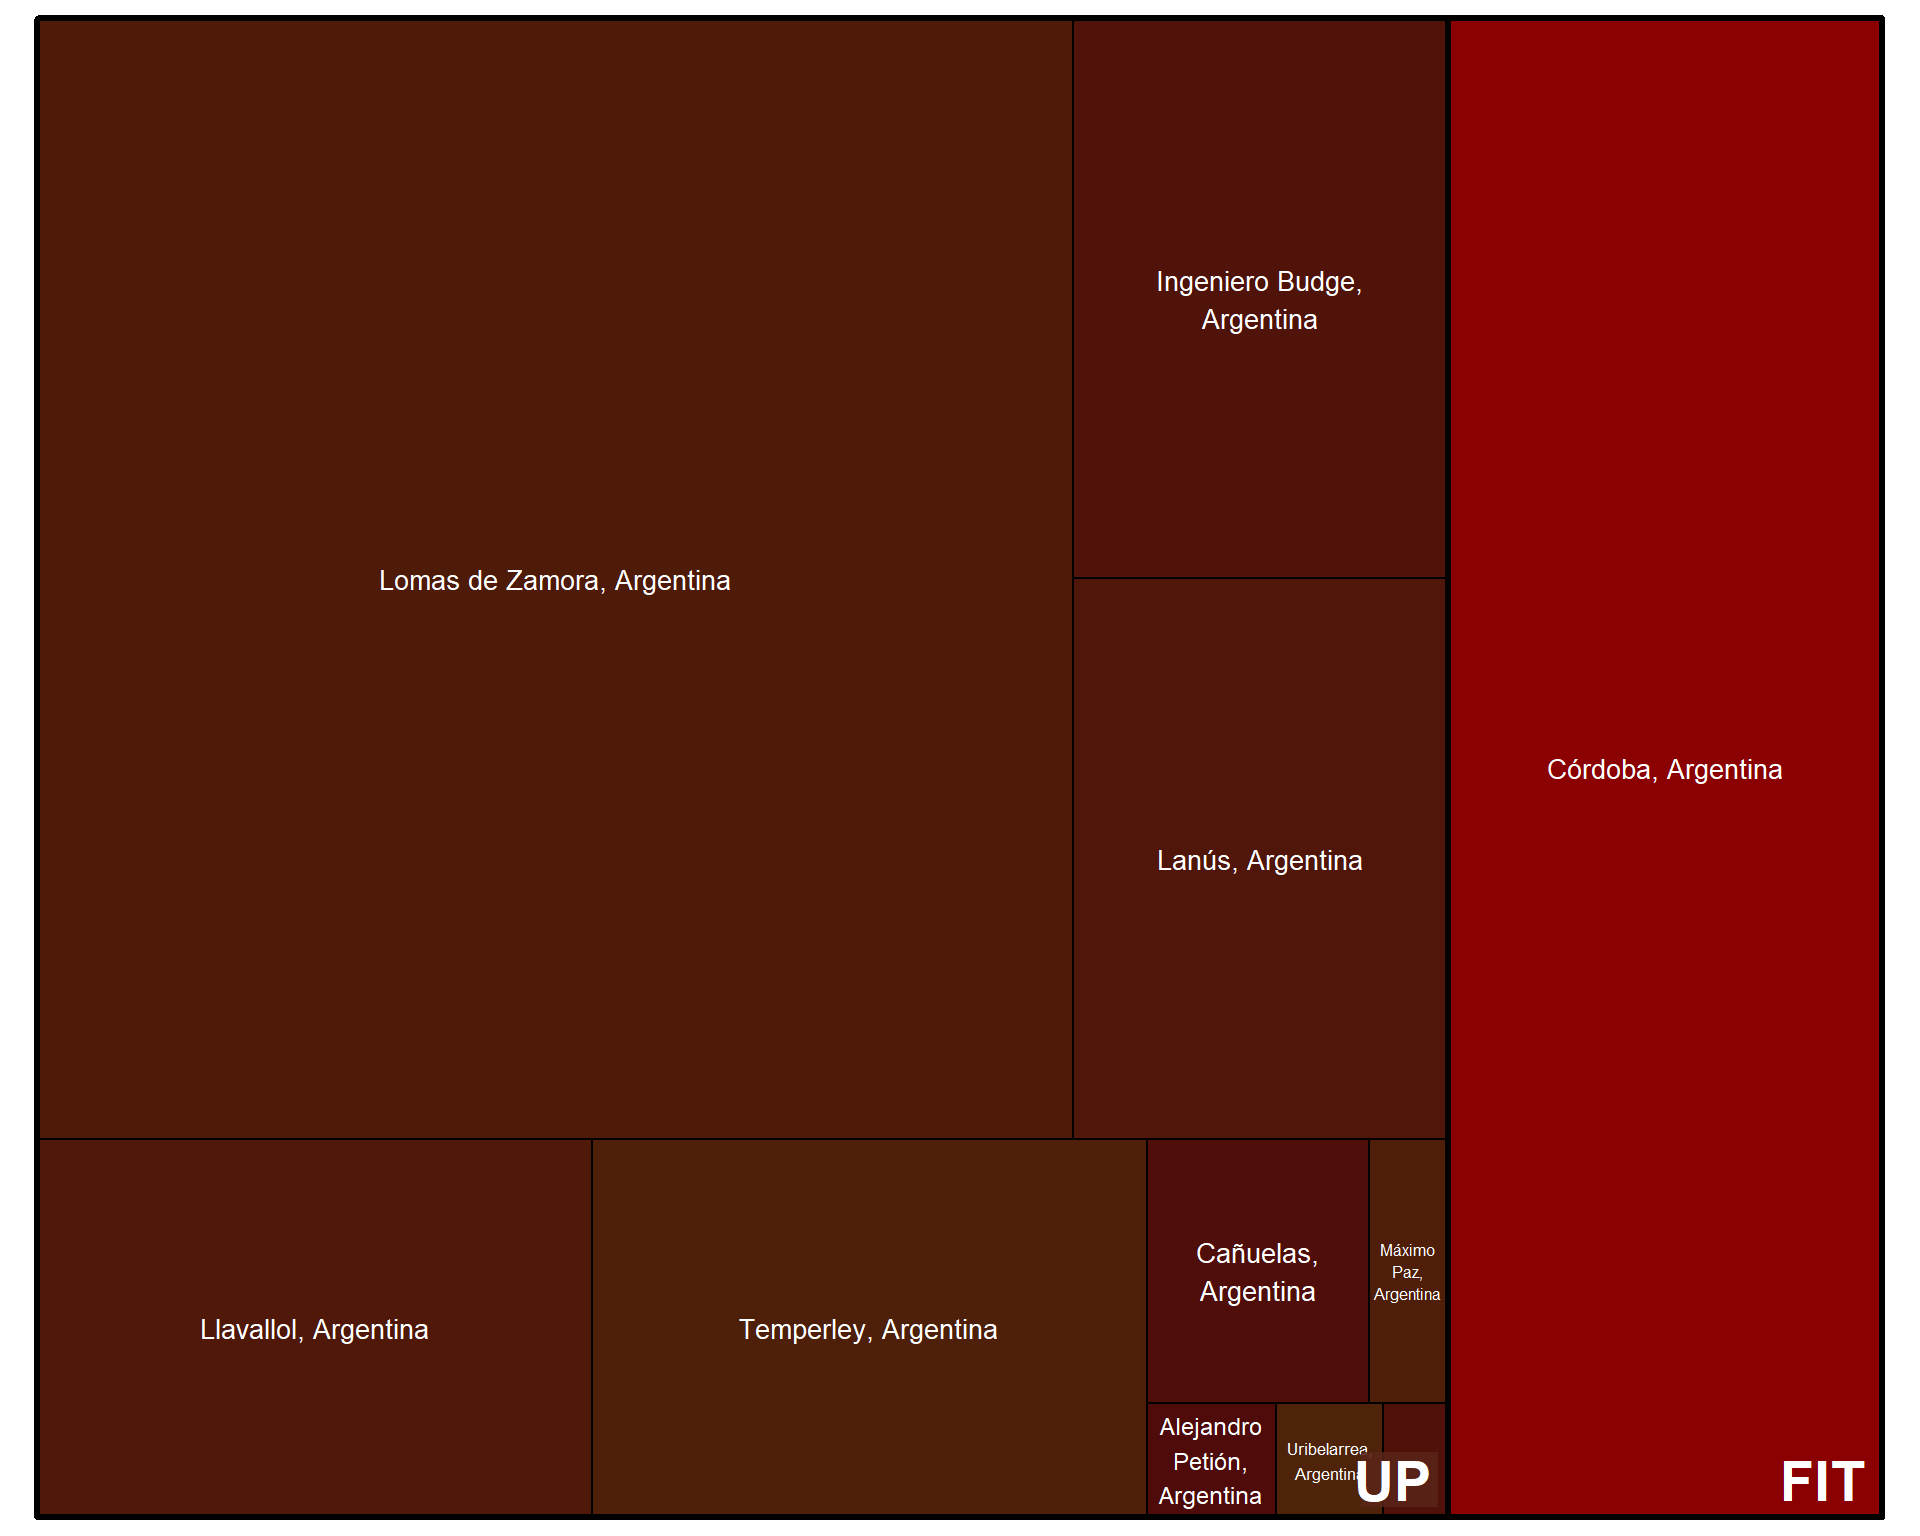 Ingeniero Budge,
Argentina
Lomas de Zamora, Argentina
Córdoba, Argentina
Lanús, Argentina
Llavallol, Argentina
Temperley, Argentina
Cañuelas,
Argentina
Máximo
Paz,
Argentina
Alejandro
Petión,
Argentina
Uribelarrea,
Argentina
UP
FIT